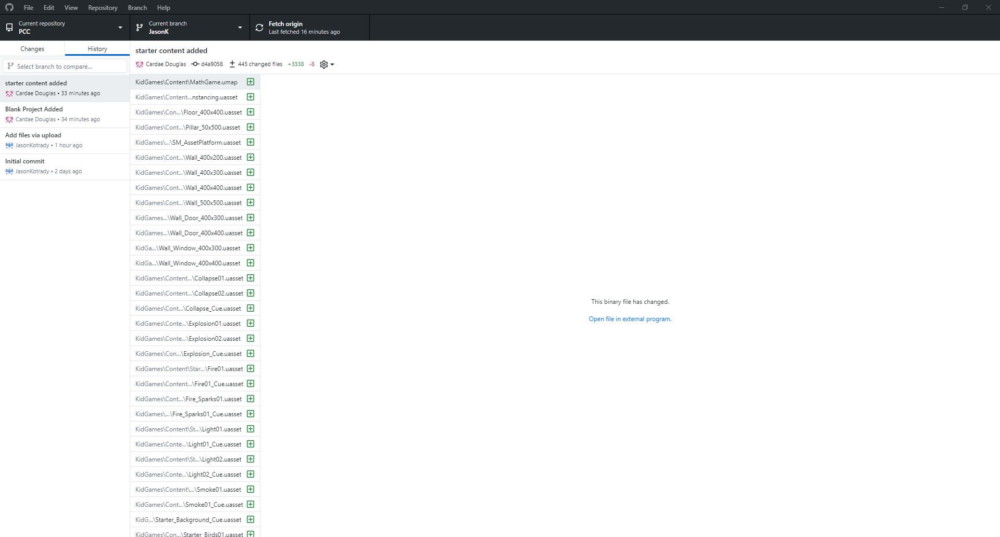 File Edit View Repository Branch Help
Current repository
PCC
Current branch
JasonK
Fetch origin
Last fetched 16 minutes ago
Changes
History
Select branch to compare...
starter content added
Cardae Douglas • 33 minutes ago
Blank Project Added
Cardae Douglas • 34 minutes ago
Add files via upload
JasonKotrady • 1 hour ago
Initial commit
JasonKotrady • 2 days ago
starter content added
Cardae Douglas d4a9058 445 changed files +3338 -8
KidGames\Content\MathGame.umap
KidGames\Content...nstancing.uasset
KidGames\Con...\Floor_400x400.uasset
KidGames\Cont...\Pillar_50x500.uasset
KidGames\...\SM_AssetPlatform.uasset
KidGames\Cont...\Wall_400x200.uasset
KidGames\Cont...\Wall_400x300.uasset
KidGames\Cont...\Wall_400x400.uasset
KidGames\Cont...\Wall_500x500.uasset
KidGames...\Wall_Door_400x300.uasset
KidGames...\Wall_Door_400x400.uasset
KidGa...\Wall_Window_400x300.uasset
KidGa...\Wall_Window_400x400.uasset
KidGames\Content...\Collapse01.uasset
KidGames\Content...\Collapse02.uasset
KidGames\Cont...\Collapse_Cue.uasset
KidGames\Conte...\Explosion01.uasset
KidGames\Conte...\Explosion02.uasset
KidGames\Con...\Explosion_Cue.uasset
KidGames\Content\Star...\Fire01.uasset
KidGames\Content...\Fire01_Cue.uasset
KidGames\Cont...\Fire_Sparks01.uasset
KidGames\...\Fire_Sparks01_Cue.uasset
KidGames\Content\St...\Light01.uasset
KidGames\Conte...\Light01_Cue.uasset
KidGames\Content\St...\Light02.uasset
KidGames\Conte...\Light02_Cue.uasset
KidGames\Content\...\Smoke01.uasset
KidGames\Cont...\Smoke01_Cue.uasset
KidG...\Starter_Background_Cue.uasset
KidGames\Con...\Starter_Birds01.uasset
This binary file has changed.
Open file in external program.